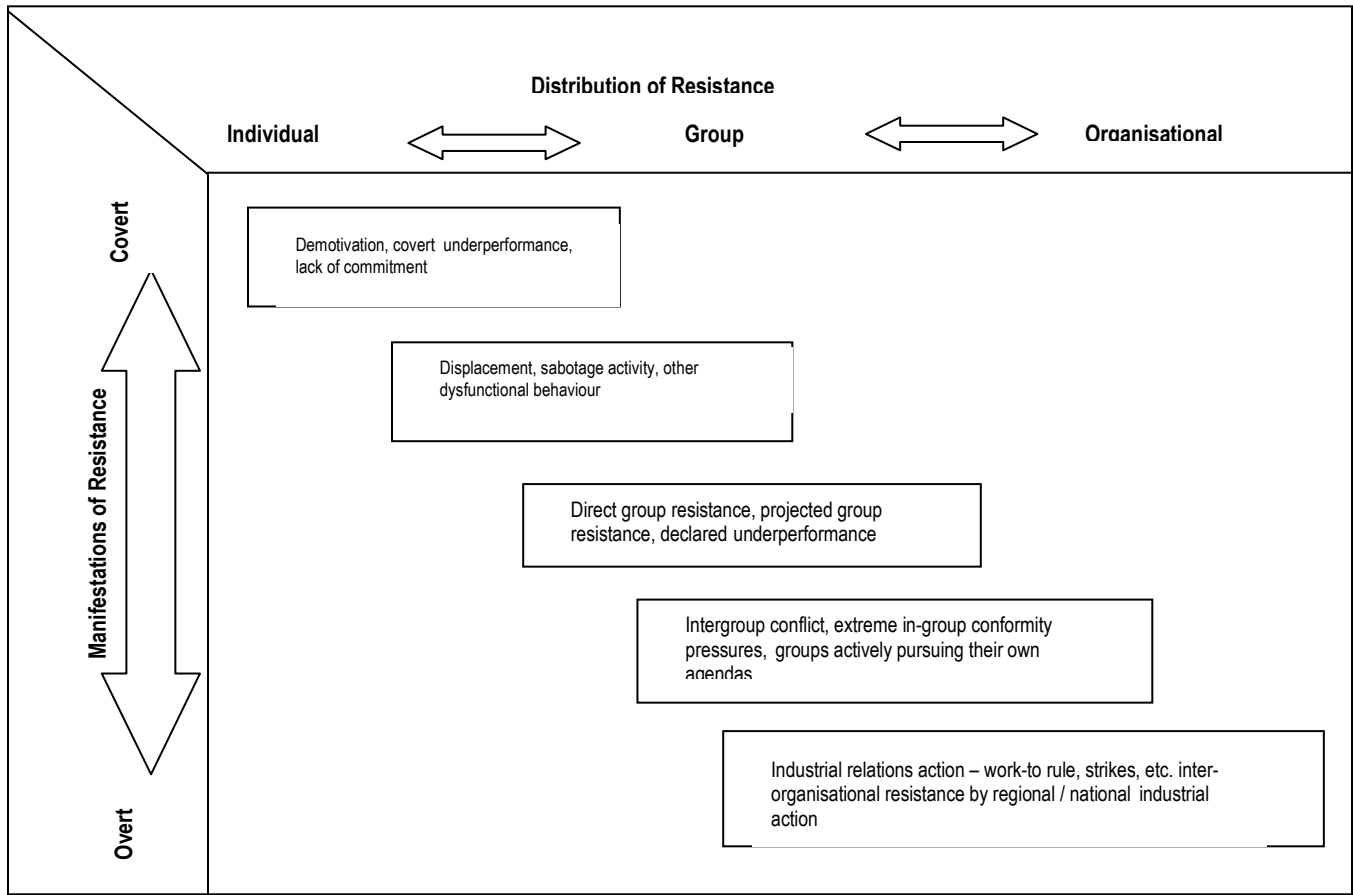 Distribution of Resistance
Individual
Group
Organisational
Covert
Manifestations of Resistance
Overt
Demotivation, covert underperformance,
lack of commitment
Displacement, sabotage activity, other
dysfunctional behaviour
Direct group resistance, projected group
resistance, declared underperformance
Intergroup conflict, extreme in-group conformity
pressures, groups actively pursuing their own
agendas
Industrial relations action – work-to rule, strikes, etc. inter-
organisational resistance by regional / national industrial
action